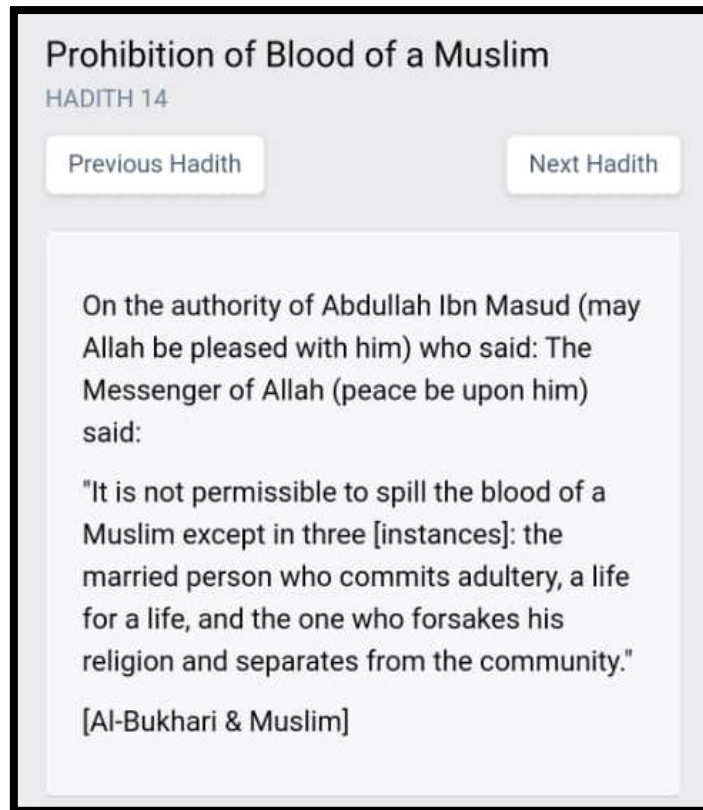 Prohibition of Blood of a Muslim
HADITH 14
Previous Hadith
Next Hadith
On the authority of Abdullah Ibn Masud (may
Allah be pleased with him) who said: The
Messenger of Allah (peace be upon him)
said:
"It is not permissible to spill the blood of a
Muslim except in three [instances]: the
married person who commits adultery, a life
for a life, and the one who forsakes his
religion and separates from the community."
[Al-Bukhari & Muslim]